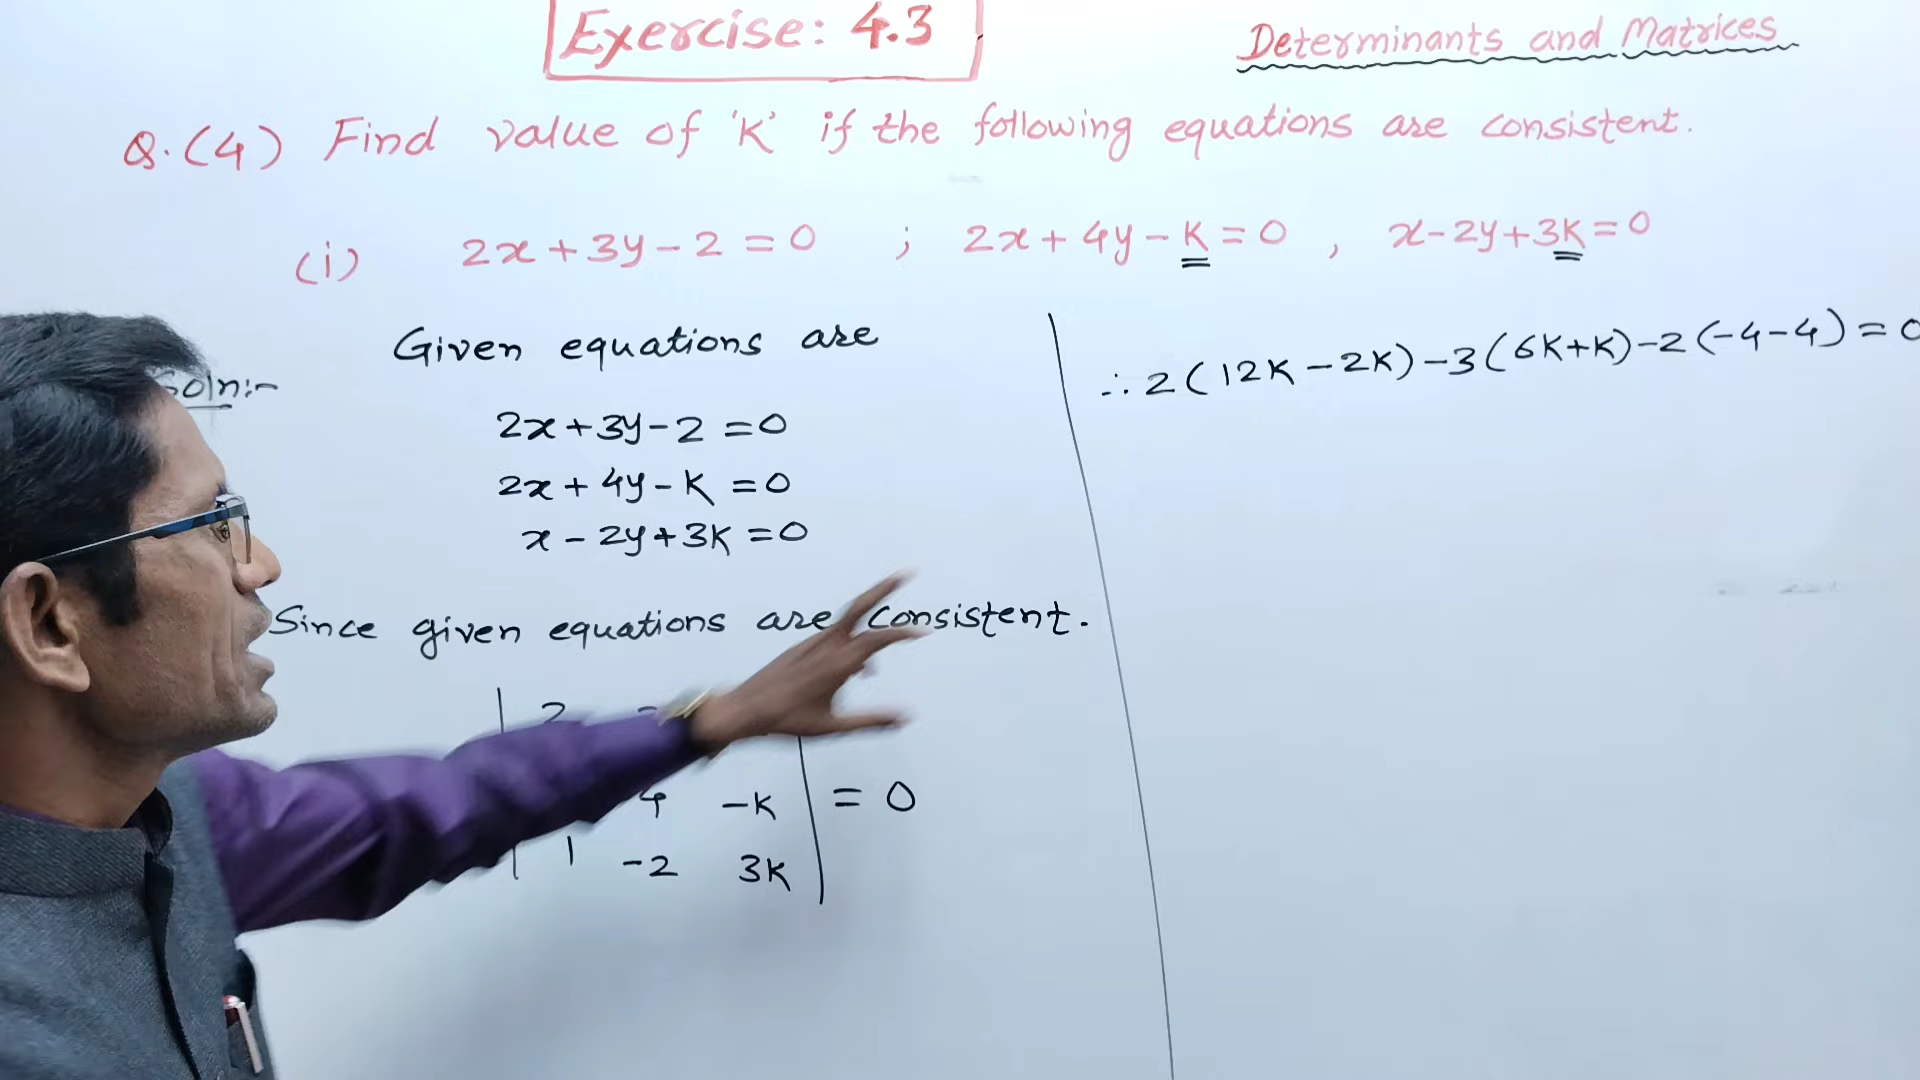 Exercise: 4.3
Determinants and Matrices
Q.(4) Find value of 'K' if the following equations are consistent.
(i) 2x+3y-2=0 ; 2x+4y-K=0 , x-2y+3K=0
Given equations are
Soln:-
2x+3y-2=0
2x+4y-K=0
x-2y+3K=0
Since given equations are consistent.
2
4 -K = 0
1 -2 3K
∴ 2(12K-2K)-3(6K+K)-2(-4-4)=0